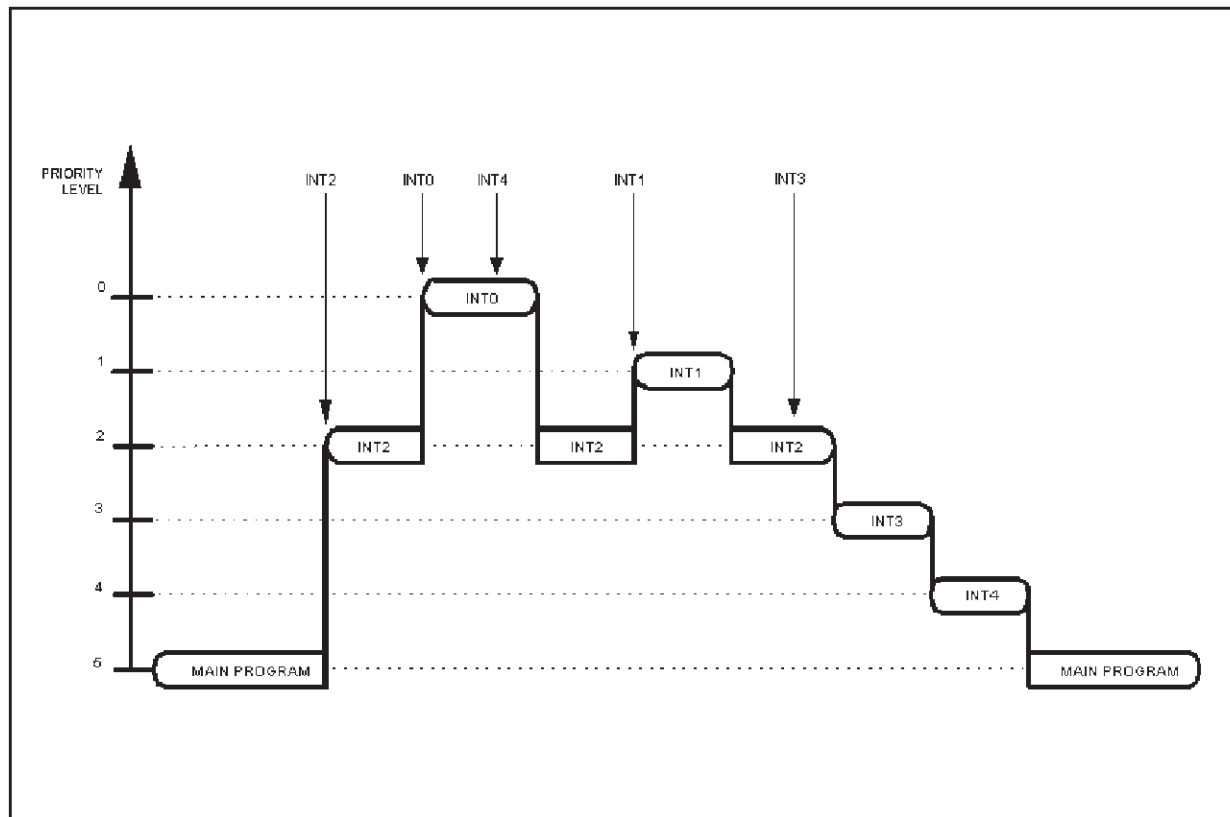 PRIORITY
LEVEL
INT2
INT0
INT4
INT1
INT3
0
INT0
1
INT1
2
INT2
INT2
INT2
3
INT3
4
INT4
5
MAIN PROGRAM
MAIN PROGRAM